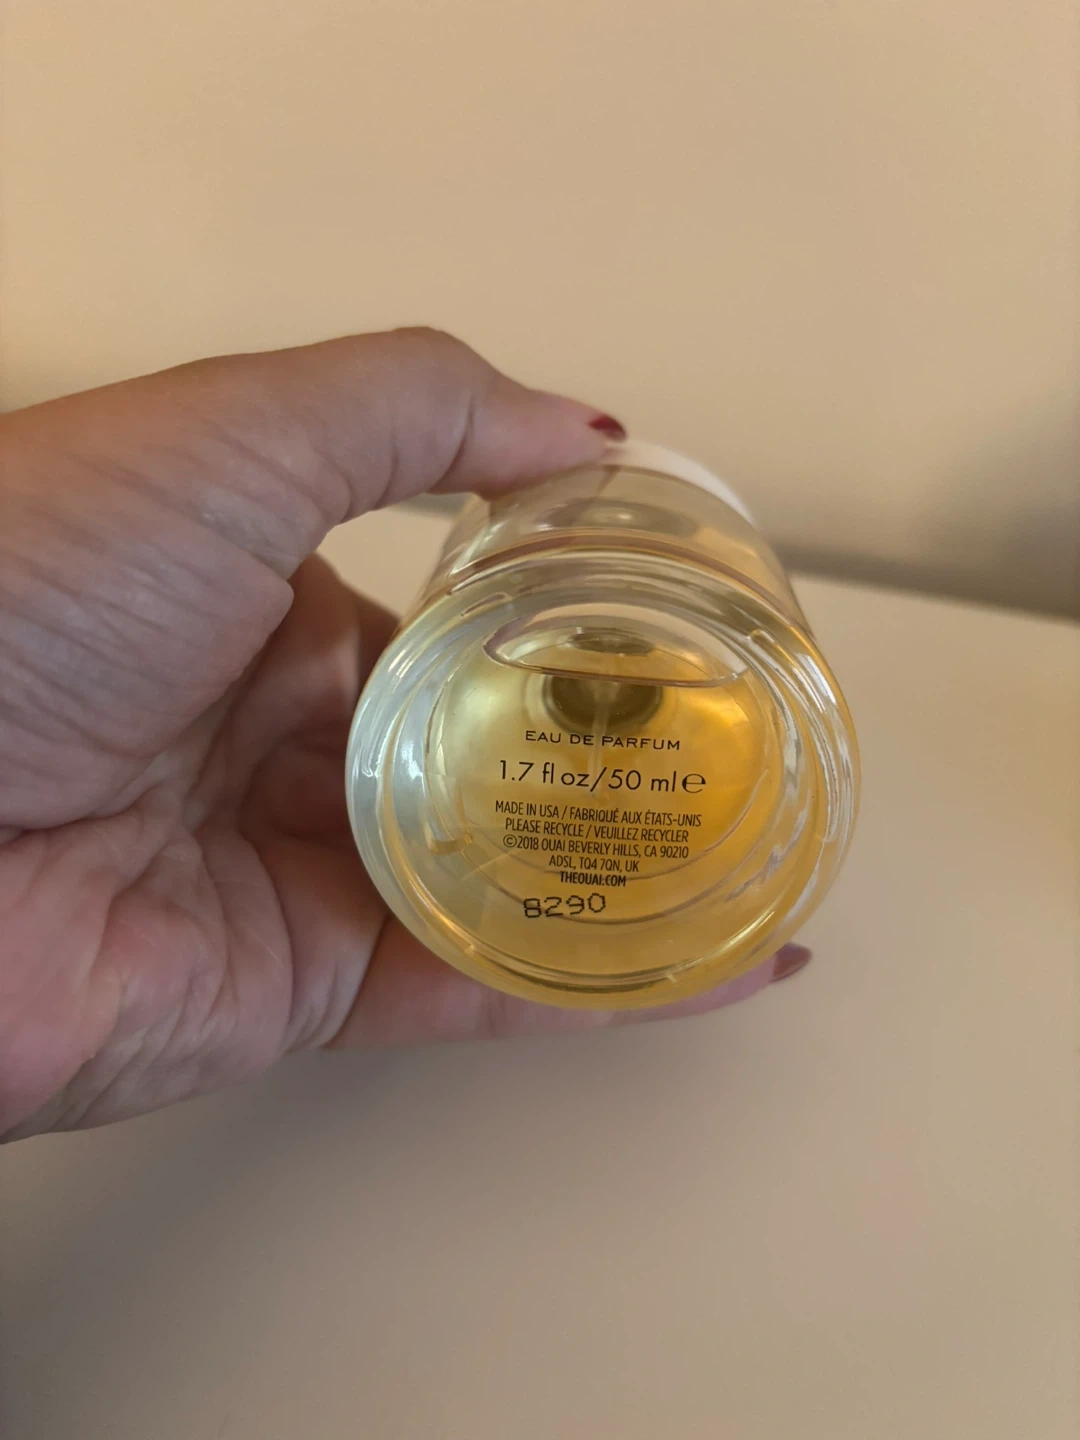 EAU DE PARFUM
1.7 fl oz/50 ml ℮
MADE IN USA / FABRIQUÉ AUX ÉTATS-UNIS
PLEASE RECYCLE / VEUILLEZ RECYCLER
©2018 OUAI BEVERLY HILLS, CA 90210
ADSL, TQ4 7QN, UK
THEOUAI.COM
8290